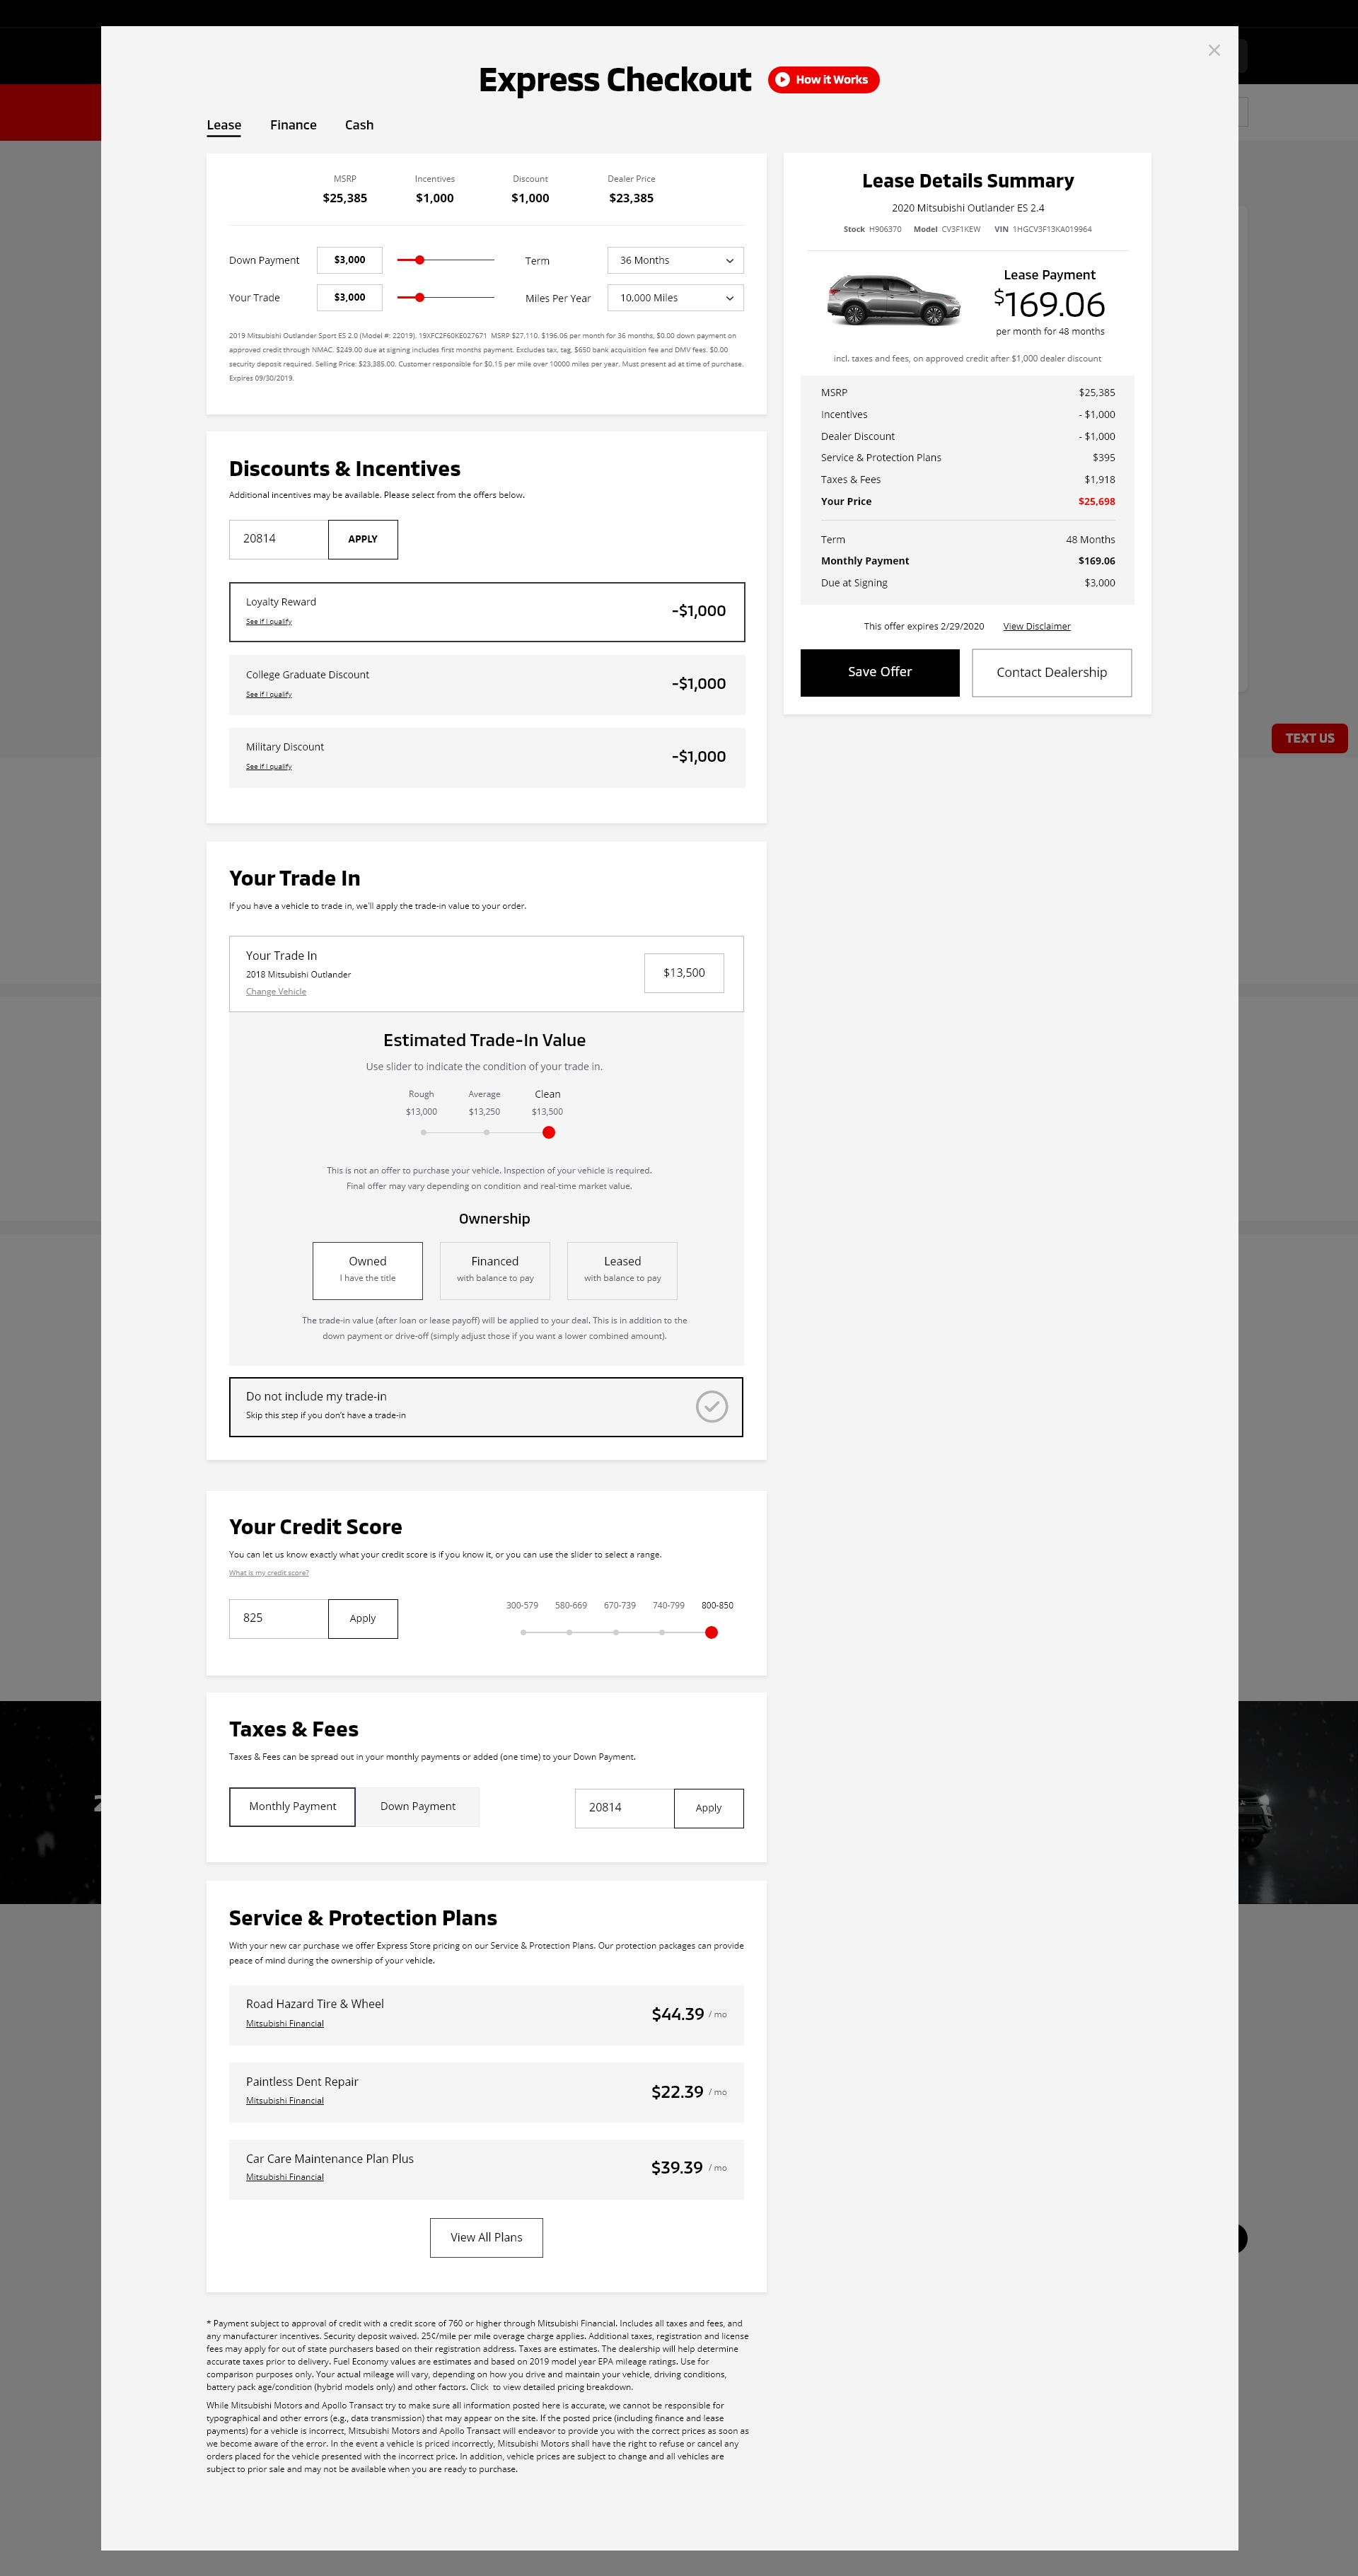 Express Checkout
How it Works
Lease Finance Cash
MSRP Incentives Discount Dealer Price
$25,385 $1,000 $1,000 $23,385
Down Payment $3,000 Term 36 Months
Your Trade $3,000 Miles Per Year 10,000 Miles
2019 Mitsubishi Outlander Sport ES 2.0 (Model #: 22019). 19XFC2F60KE027671 MSRP $27,110. $196.06 per month for 36 months, $0.00 down payment on
approved credit through NMAC. $249.00 due at signing includes first months payment. Excludes tax, tag, $650 bank acquisition fee and DMV fees. $0.00
security deposit required. Selling Price: $23,385.00. Customer responsible for $0.15 per mile over 10000 miles per year. Must present ad at time of purchase.
Expires 09/30/2019.
Lease Details Summary
2020 Mitsubishi Outlander ES 2.4
Stock H906370 Model CV3F1KEW VIN 1HGCV3F13KA019964
Lease Payment
$169.06
per month for 48 months
incl. taxes and fees, on approved credit after $1,000 dealer discount
MSRP $25,385
Incentives - $1,000
Dealer Discount - $1,000
Service & Protection Plans $395
Taxes & Fees $1,918
Your Price $25,698
Term 48 Months
Monthly Payment $169.06
Due at Signing $3,000
This offer expires 2/29/2020 View Disclaimer
Save Offer Contact Dealership
TEXT US
Discounts & Incentives
Additional incentives may be available. Please select from the offers below.
20814 APPLY
Loyalty Reward
See if I qualify
-$1,000
College Graduate Discount
See if I qualify
-$1,000
Military Discount
See if I qualify
-$1,000
Your Trade In
If you have a vehicle to trade in, we'll apply the trade-in value to your order.
Your Trade In
2018 Mitsubishi Outlander
Change Vehicle
$13,500
Estimated Trade-In Value
Use slider to indicate the condition of your trade in.
Rough Average Clean
$13,000 $13,250 $13,500
This is not an offer to purchase your vehicle. Inspection of your vehicle is required.
Final offer may vary depending on condition and real-time market value.
Ownership
Owned Financed Leased
I have the title with balance to pay with balance to pay
The trade-in value (after loan or lease payoff) will be applied to your deal. This is in addition to the
down payment or drive-off (simply adjust those if you want a lower combined amount).
Do not include my trade-in
Skip this step if you don't have a trade-in
Your Credit Score
You can let us know exactly what your credit score is if you know it, or you can use the slider to select a range.
What is my credit score?
825 Apply
300-579 580-669 670-739 740-799 800-850
Taxes & Fees
Taxes & Fees can be spread out in your monthly payments or added (one time) to your Down Payment.
Monthly Payment Down Payment 20814 Apply
Service & Protection Plans
With your new car purchase we offer Express Store pricing on our Service & Protection Plans. Our protection packages can provide
peace of mind during the ownership of your vehicle.
Road Hazard Tire & Wheel
Mitsubishi Financial
$44.39 / mo
Paintless Dent Repair
Mitsubishi Financial
$22.39 / mo
Car Care Maintenance Plan Plus
Mitsubishi Financial
$39.39 / mo
View All Plans
* Payment subject to approval of credit with a credit score of 760 or higher through Mitsubishi Financial. Includes all taxes and fees, and
any manufacturer incentives. Security deposit waived. 25¢/mile per mile average charge applies. Additional taxes, registration and license
fees may apply for out of state purchasers based on their registration address. Taxes are estimates. The dealership will help determine
accurate taxes prior to delivery. Fuel Economy values are estimates and based on 2019 model year EPA mileage ratings. Use for
comparison purposes only. Your actual mileage will vary, depending on how you drive and maintain your vehicle, driving conditions,
battery pack age/condition (hybrid models only) and other factors. Click to view detailed pricing breakdown.
While Mitsubishi Motors and Apollo Transact try to make sure all information posted here is accurate, we cannot be responsible for
typographical and other errors (e.g., data transmission) that may appear on the site. If the posted price (including finance and lease
payments) for a vehicle is incorrect, Mitsubishi Motors and Apollo Transact will endeavor to provide you with the correct prices as soon as
we become aware of the error. In the event a vehicle is priced incorrectly, Mitsubishi Motors shall have the right to refuse or cancel any
orders placed for the vehicle presented with the incorrect price. In addition, vehicle prices are subject to change and all vehicles are
subject to prior sale and may not be available when you are ready to purchase.